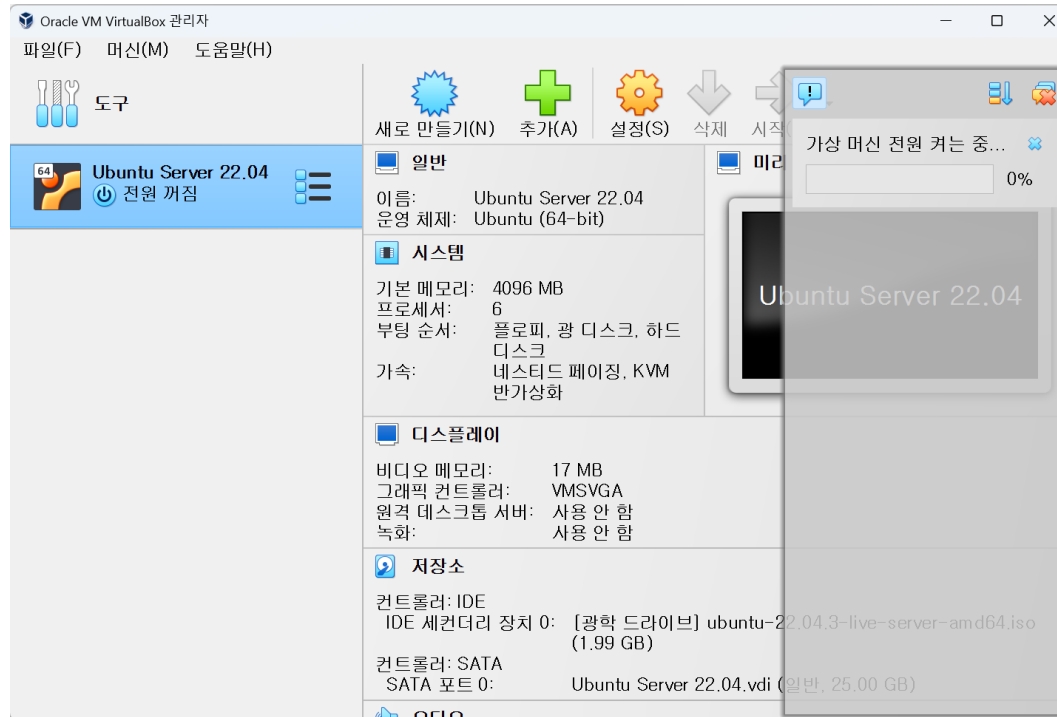 Oracle VM VirtualBox 관리자
파일(F) 머신(M) 도움말(H)
도구
새로 만들기(N) 추가(A) 설정(S) 삭제
가상 머신 전원 켜는 중...
0%
64
Ubuntu Server 22.04
전원 꺼짐
일반
이름: Ubuntu Server 22.04
운영 체제: Ubuntu (64-bit)
시스템
기본 메모리: 4096 MB
프로세서: 6
부팅 순서: 플로피, 광 디스크, 하드
디스크
가속: 네스티드 페이징, KVM
반가상화
Ubuntu Server 22.04
디스플레이
비디오 메모리: 17 MB
그래픽 컨트롤러: VMSVGA
원격 데스크톱 서버: 사용 안 함
녹화: 사용 안 함
저장소
컨트롤러: IDE
IDE 세컨더리 장치 0: [광학 드라이브] ubuntu-22.04.3-live-server-amd64.iso
(1.99 GB)
컨트롤러: SATA
SATA 포트 0: Ubuntu Server 22.04.vdi (일반, 25.00 GB)